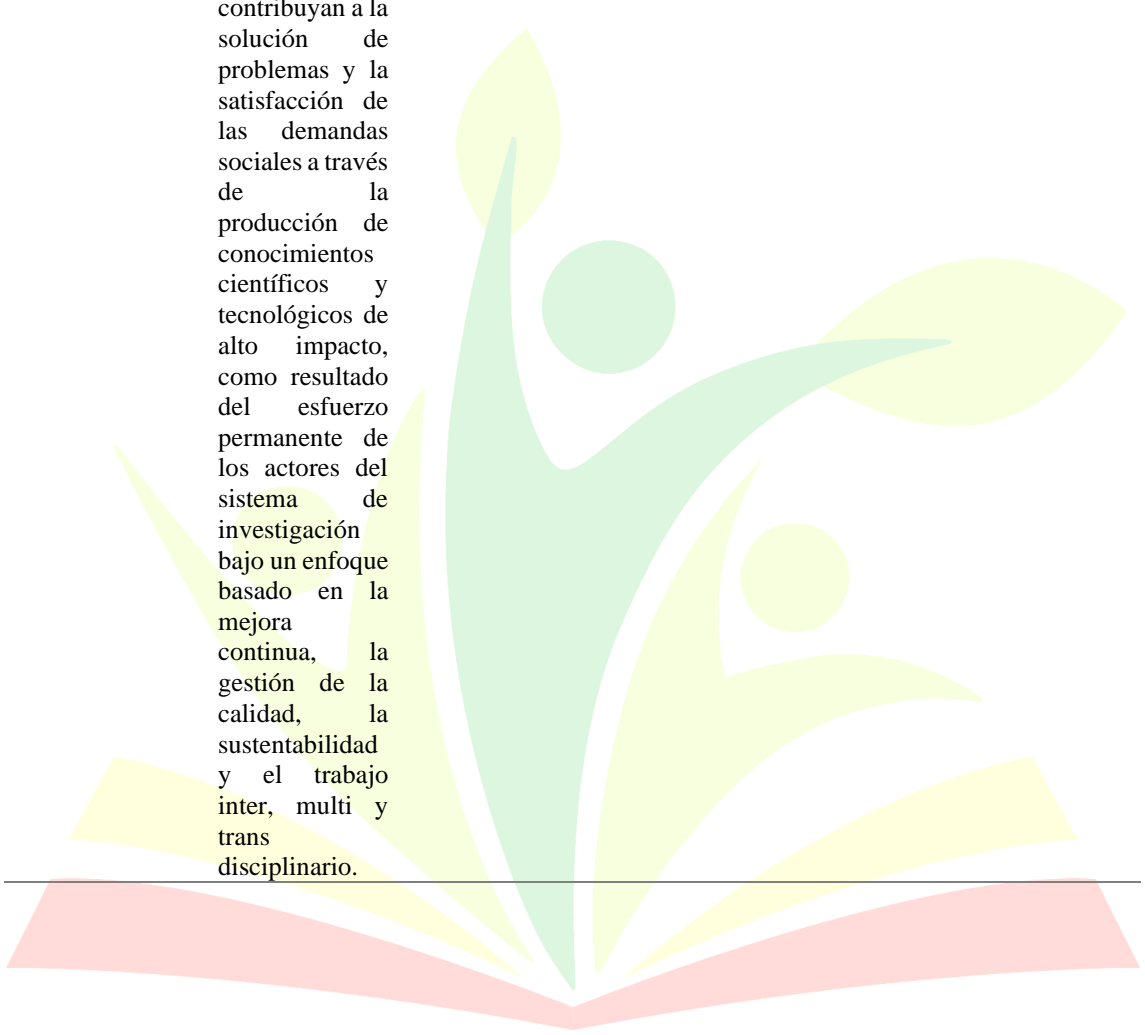 contribuyan a la
solución de
problemas y la
satisfacción de
las demandas
sociales a través
de la
producción de
conocimientos
científicos y
tecnológicos de
alto impacto,
como resultado
del esfuerzo
permanente de
los actores del
sistema de
investigación
bajo un enfoque
basado en la
mejora
continua, la
gestión de la
calidad, la
sustentabilidad
y el trabajo
inter, multi y
trans
disciplinario.